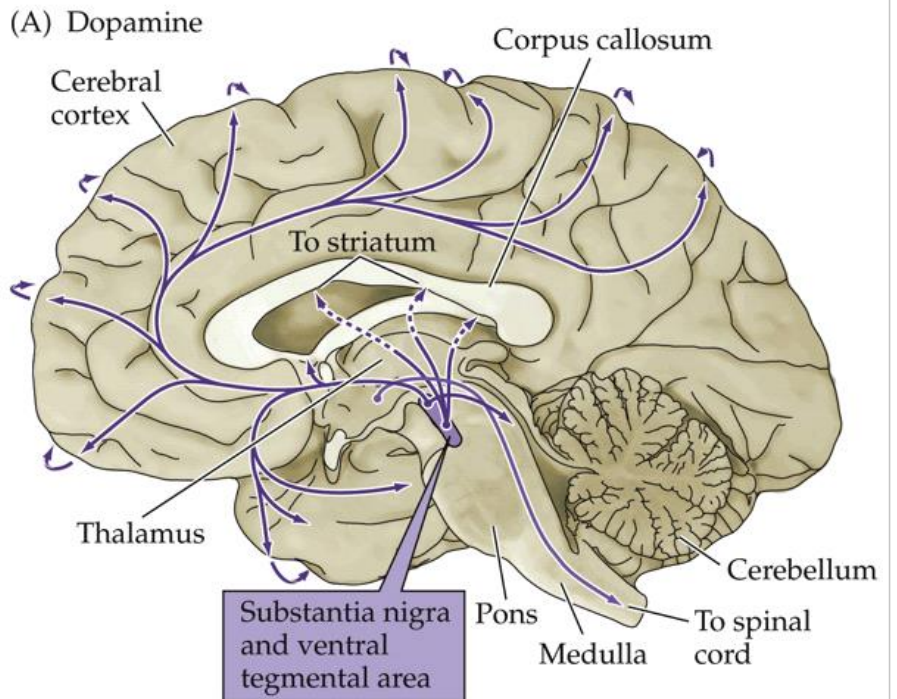 (A) Dopamine
Corpus callosum
Cerebral
cortex
To striatum
Thalamus
Cerebellum
Substantia nigra
and ventral
tegmental area
Pons
Medulla
To spinal
cord